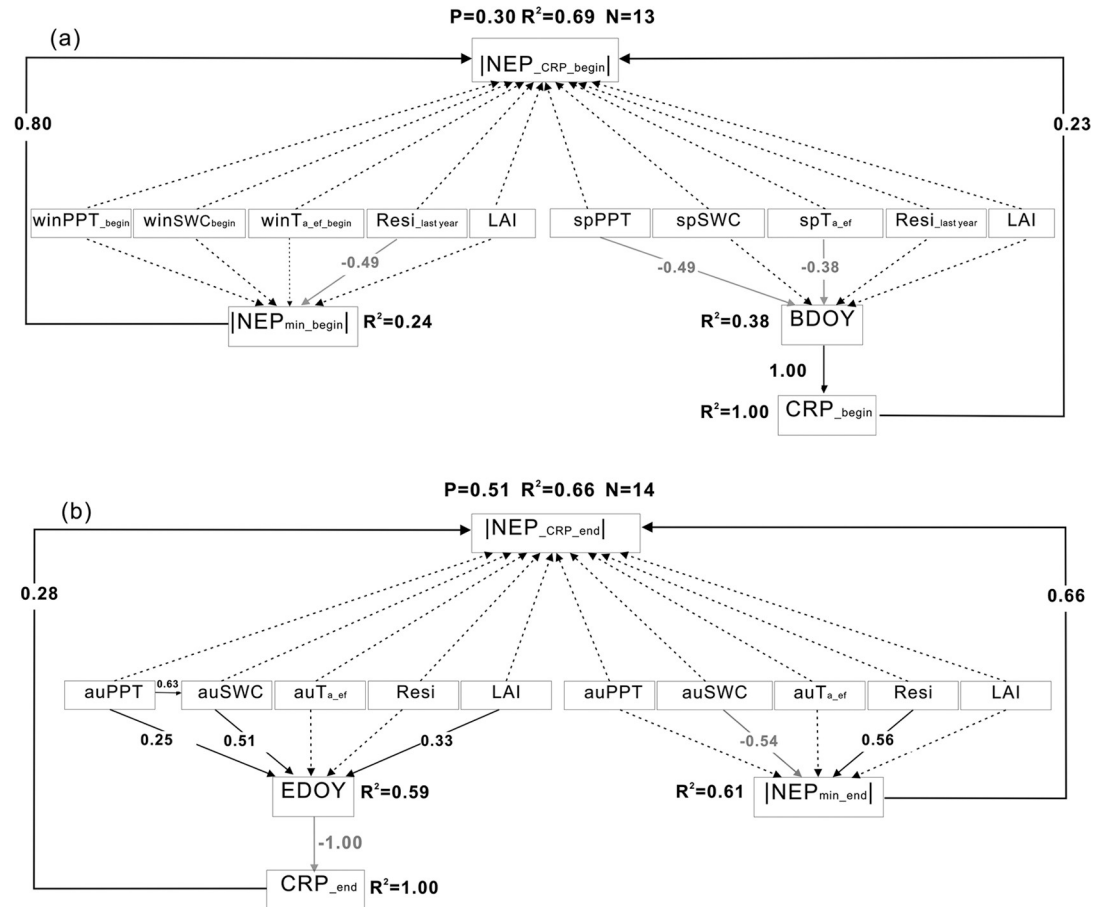 P=0.30 R²=0.69 N=13
(a)
|NEP_CRP_begin|
0.80
0.23
winPPT_begin winSWCbegin winTa_ef_begin Resi_last year LAI spPPT spSWC spTa_ef Resi_last year LAI
-0.49 -0.49 -0.38
|NEPmin_begin| R²=0.24 R²=0.38 BDOY
1.00
R²=1.00 CRP_begin
P=0.51 R²=0.66 N=14
(b)
|NEP_CRP_end|
0.28
0.66
auPPT 0.63 auSWC auTa_ef Resi LAI auPPT auSWC auTa_ef Resi LAI
0.25 0.51 0.33 -0.54 0.56
EDOY R²=0.59 R²=0.61 |NEPmin_end|
-1.00
CRP_end R²=1.00